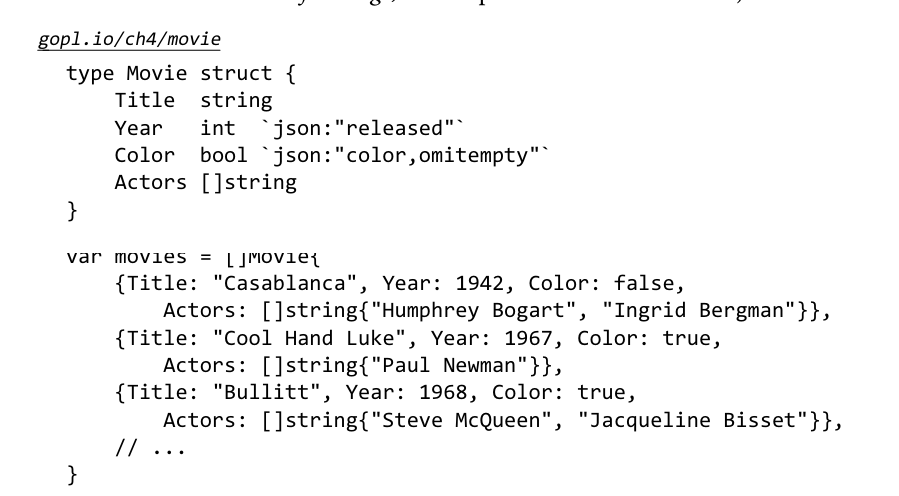 gopl.io/ch4/movie
type Movie struct {
    Title  string
    Year   int  `json:"released"`
    Color  bool `json:"color,omitempty"`
    Actors []string
}
var movies = []Movie{
    {Title: "Casablanca", Year: 1942, Color: false,
        Actors: []string{"Humphrey Bogart", "Ingrid Bergman"}},
    {Title: "Cool Hand Luke", Year: 1967, Color: true,
        Actors: []string{"Paul Newman"}},
    {Title: "Bullitt", Year: 1968, Color: true,
        Actors: []string{"Steve McQueen", "Jacqueline Bisset"}},
    // ...
}